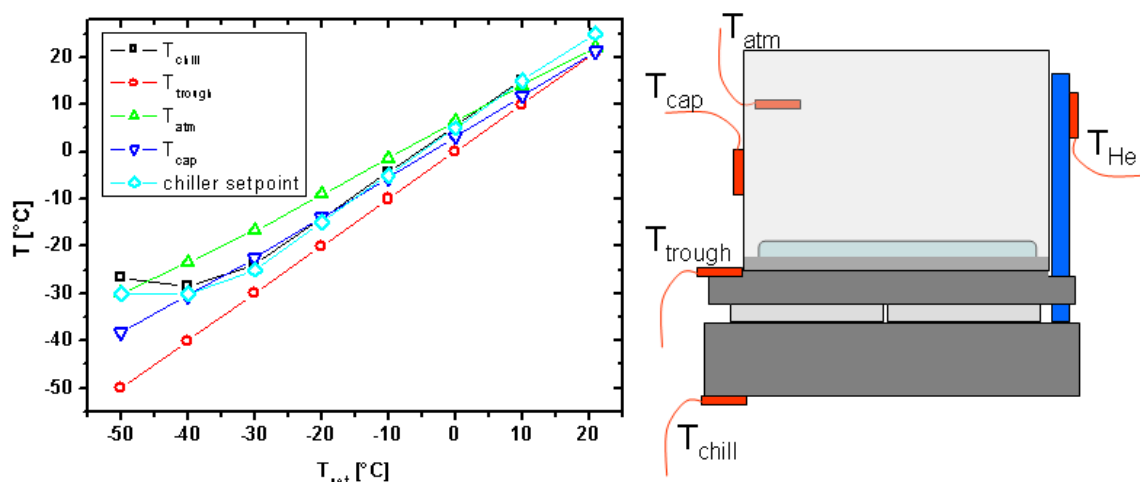 T [°C]
20
10
0
-10
-20
-30
-40
-50
T_chill
T_trough
T_atm
T_cap
chiller setpoint
-50 -40 -30 -20 -10 0 10 20
[°C]
T_atm
T_cap
T_He
T_trough
T_chill